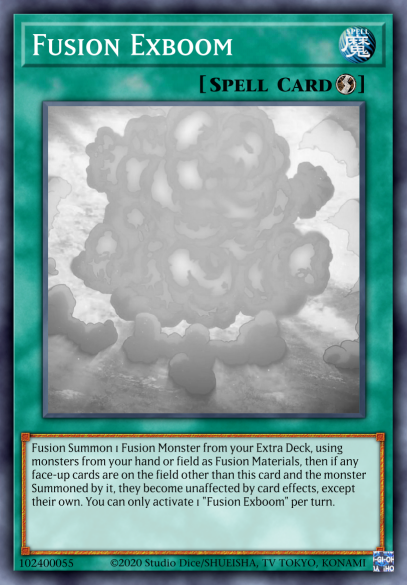 Fusion Exboom
SPELL
魔
[Spell Card]
Fusion Summon 1 Fusion Monster from your Extra Deck, using
monsters from your hand or field as Fusion Materials, then if any
face-up cards are on the field other than this card and the monster
Summoned by it, they become unaffected by card effects, except
their own. You can only activate 1 "Fusion Exboom" per turn.
102400055
©2020 Studio Dice/SHUEISHA, TV TOKYO, KONAMI